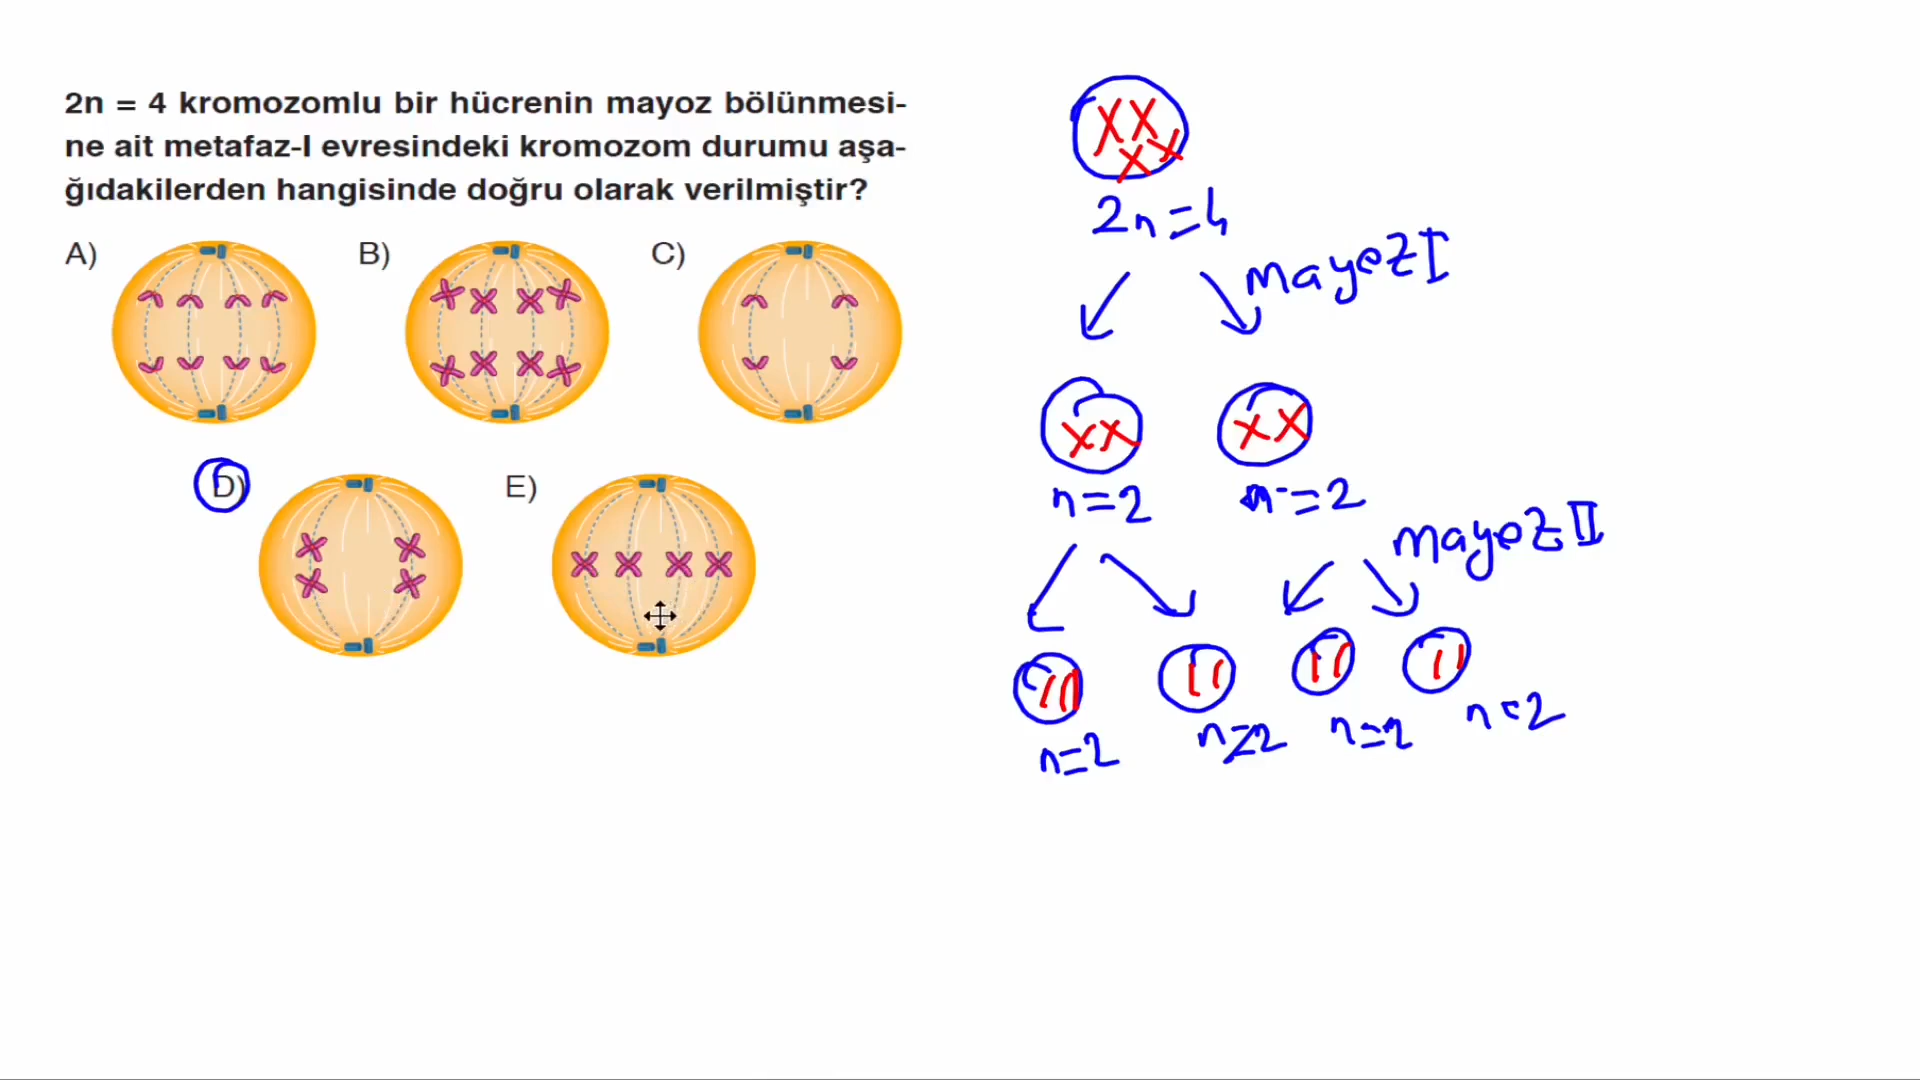 2n = 4 kromozomlu bir hücrenin mayoz bölünmesi-
ne ait metafaz-I evresindeki kromozom durumu aşa-
ğıdakilerden hangisinde doğru olarak verilmiştir?
A)
B)
C)
D)
E)
2n=4
mayoz I
n=2
n=2
mayoz II
n=2
n=2
n=2
n=2